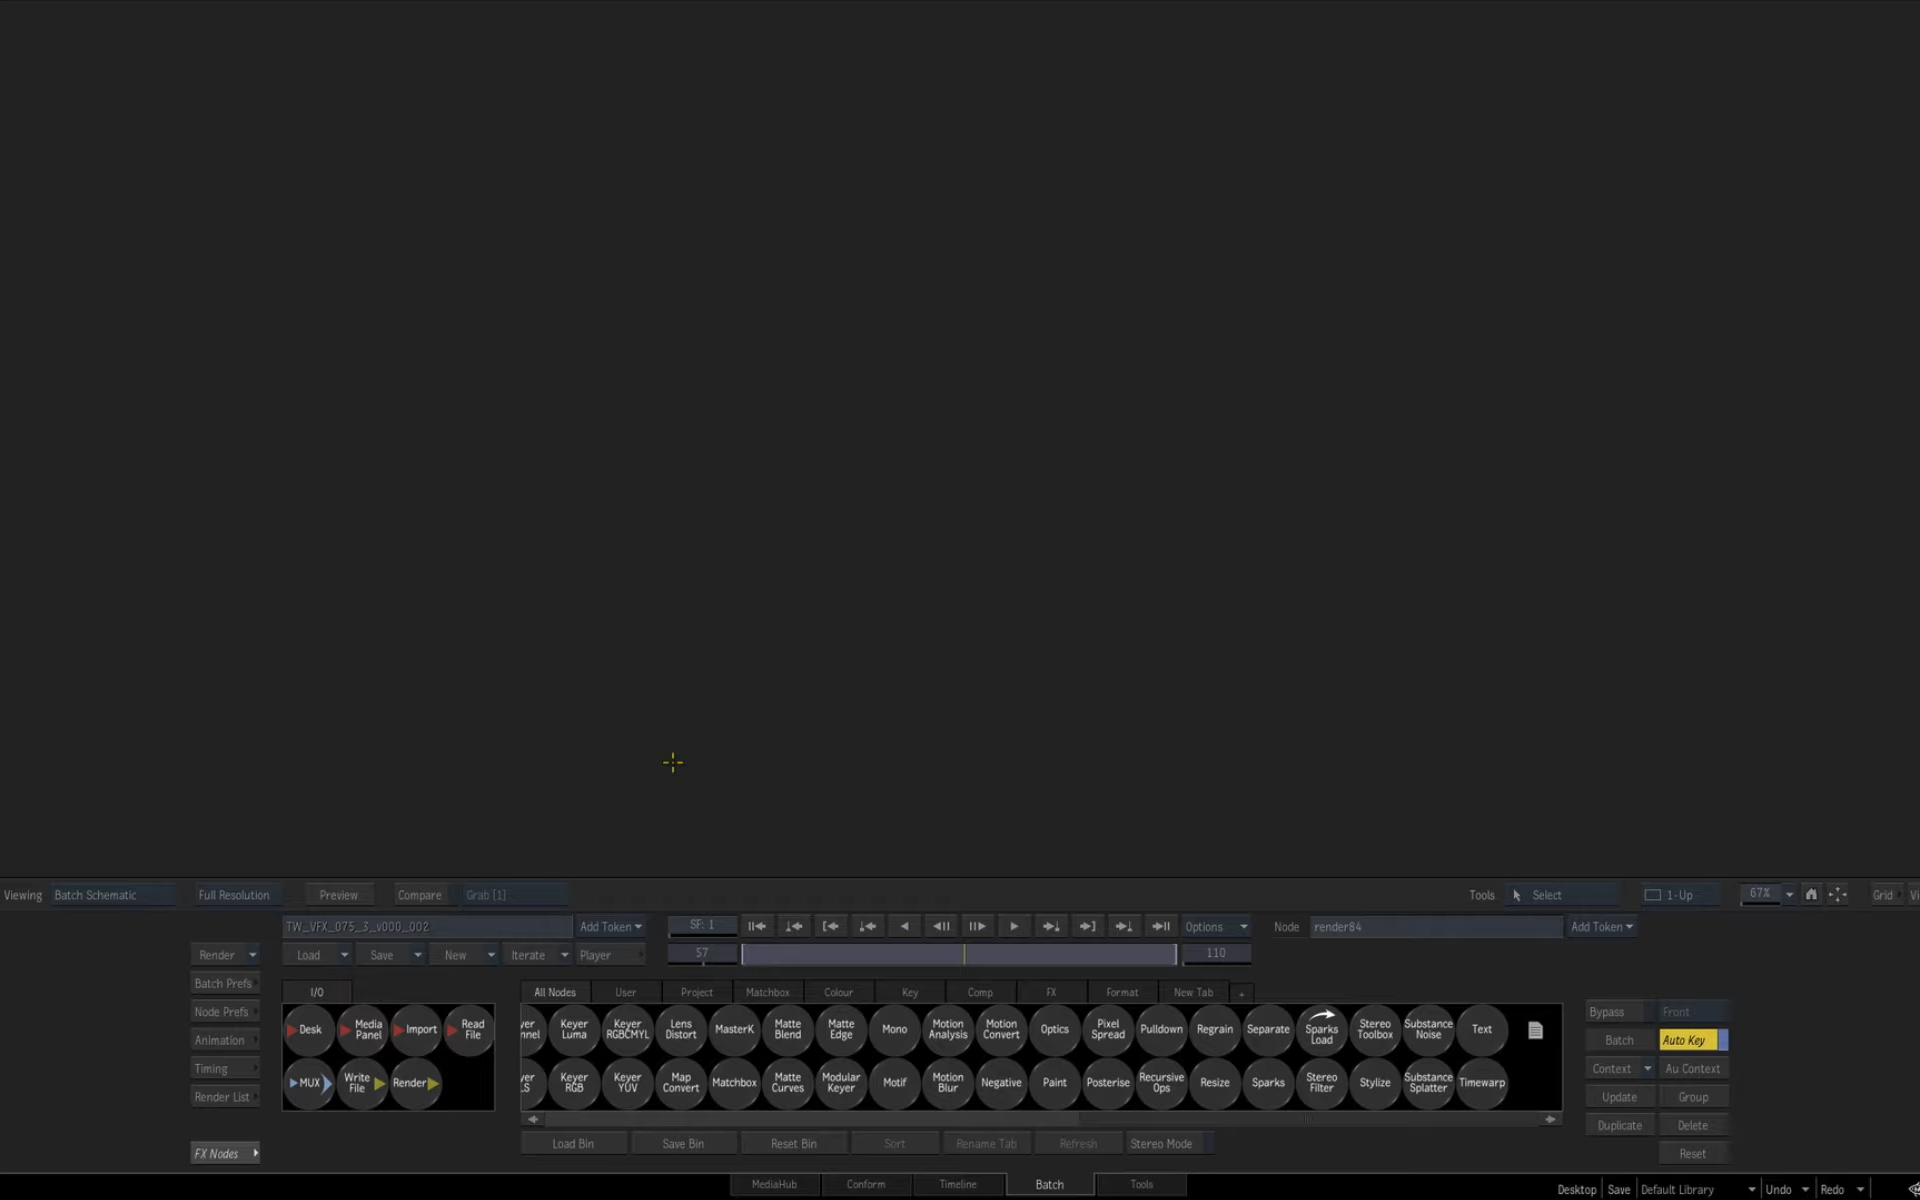 Viewing Batch Schematic Full Resolution Preview Compare Grab [1] Tools Select 1-Up 67% Grid
TW_VFX_075_3_v000_002 Add Token SF: 1 Options Node render84 Add Token
Render Load Save New Iterate Player 57 110
Batch Prefs
Node Prefs
Animation
Timing
Render List
FX Nodes
I/O
Desk Media Panel Import Read File
MUX Write File Render
All Nodes User Project Matchbox Colour Key Comp FX Format New Tab +
Keyer Luma Keyer RGBCMYL Lens Distort MasterK Matte Blend Matte Edge Mono Motion Analysis Motion Convert Optics Pixel Spread Pulldown Regrain Separate Sparks Load Stereo Toolbox Substance Noise Text
Keyer RGB Keyer YUV Map Convert Matchbox Matte Curves Modular Keyer Motif Motion Blur Negative Paint Posterise Recursive Ops Resize Sparks Stereo Filter Stylize Substance Splatter Timewarp
Load Bin Save Bin Reset Bin Sort Rename Tab Refresh Stereo Mode
Bypass Front
Batch Auto Key
Context Au Context
Update Group
Duplicate Delete
Reset
MediaHub Conform Timeline Batch Tools
Desktop Save Default Library Undo Redo